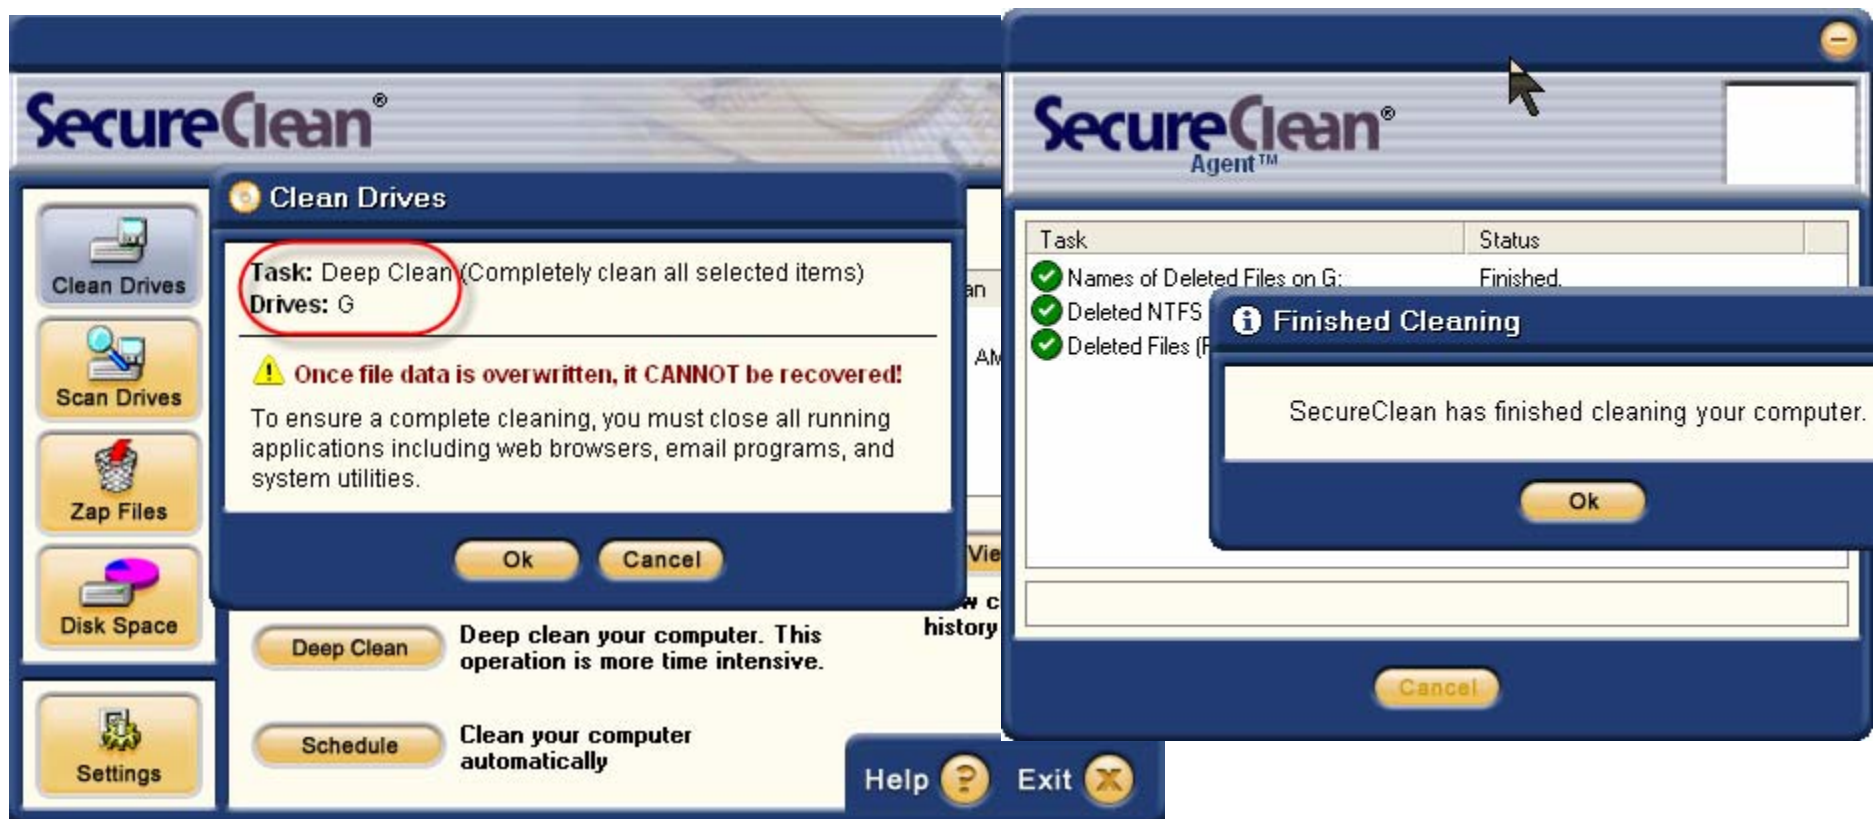 SecureClean®
Clean Drives
Scan Drives
Zap Files
Disk Space
Settings
Clean Drives
Task: Deep Clean (Completely clean all selected items)
Drives: G
Once file data is overwritten, it CANNOT be recovered!
To ensure a complete cleaning, you must close all running
applications including web browsers, email programs, and
system utilities.
Ok Cancel
Deep Clean
Deep clean your computer. This
operation is more time intensive.
history
Schedule
Clean your computer
automatically
Help ? Exit X
SecureClean®
Agent™
Task Status
Names of Deleted Files on G: Finished.
Deleted NTFS
Deleted Files (F
Finished Cleaning
SecureClean has finished cleaning your computer.
Ok
Cancel